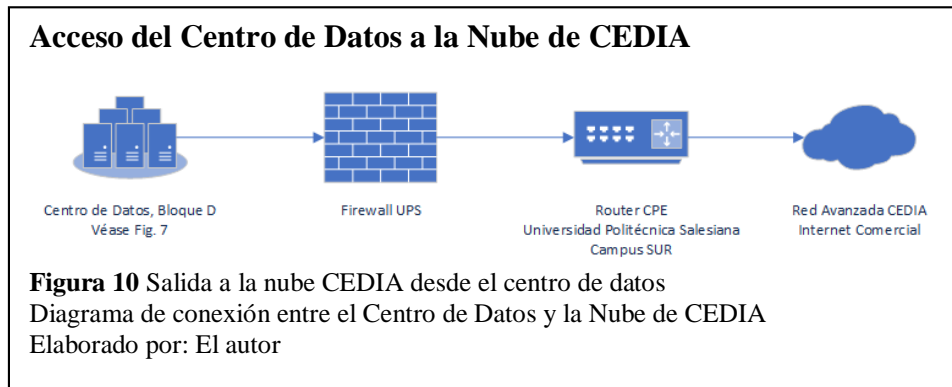 Acceso del Centro de Datos a la Nube de CEDIA
Centro de Datos, Bloque D
Véase Fig. 7
Firewall UPS
Router CPE
Universidad Politécnica Salesiana
Campus SUR
Red Avanzada CEDIA
Internet Comercial
Figura 10 Salida a la nube CEDIA desde el centro de datos
Diagrama de conexión entre el Centro de Datos y la Nube de CEDIA
Elaborado por: El autor